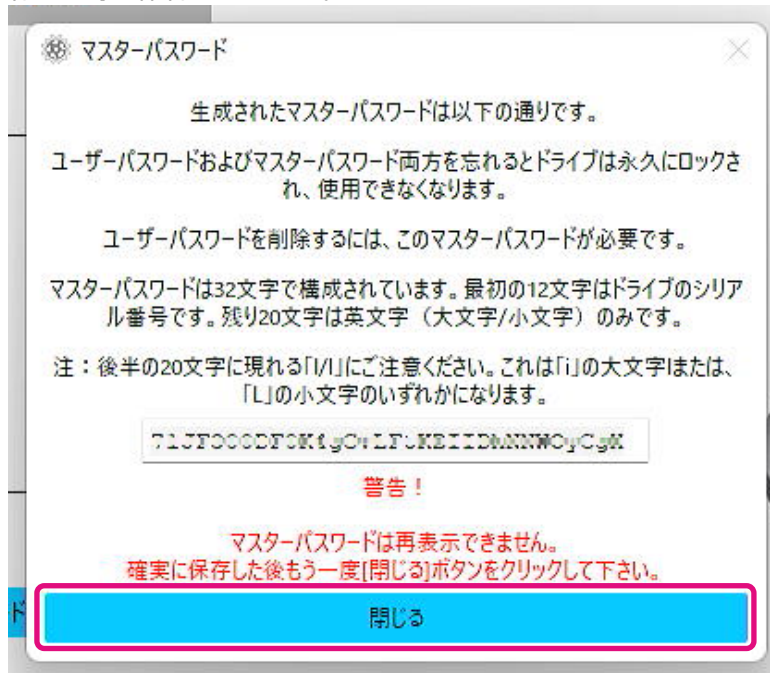 マスターパスワード
生成されたマスターパスワードは以下の通りです。
ユーザーパスワードおよびマスターパスワード両方を忘れるとドライブは永久にロックさ
れ、使用できなくなります。
ユーザーパスワードを削除するには、このマスターパスワードが必要です。
マスターパスワードは32文字で構成されています。最初の12文字はドライブのシリア
ル番号です。残り20文字は英文字（大文字/小文字）のみです。
注：後半の20文字に現れる「I/l」にご注意ください。これは「i」の大文字Iまたは、
「L」の小文字のいずれかになります。
警告！
マスターパスワードは再表示できません。
確実に保存した後もう一度[閉じる]ボタンをクリックして下さい。
ド
閉じる